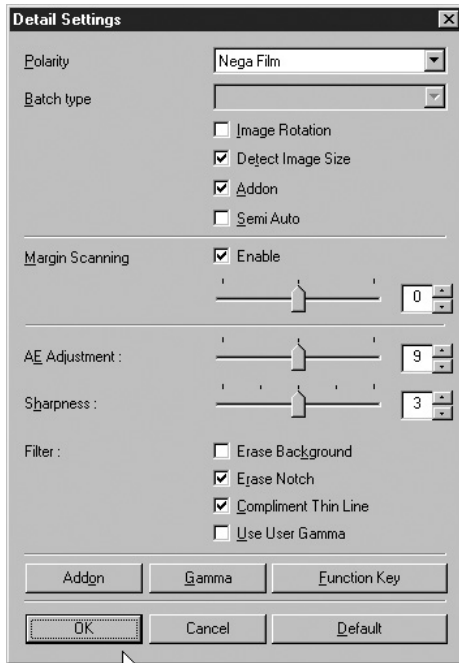 Detail Settings
Polarity Nega Film
Batch type
Image Rotation
Detect Image Size
Addon
Semi Auto
Margin Scanning Enable
0
AE Adjustment : 9
Sharpness : 3
Filter : Erase Background
Erase Notch
Compliment Thin Line
Use User Gamma
Addon Gamma Function Key
OK Cancel Default